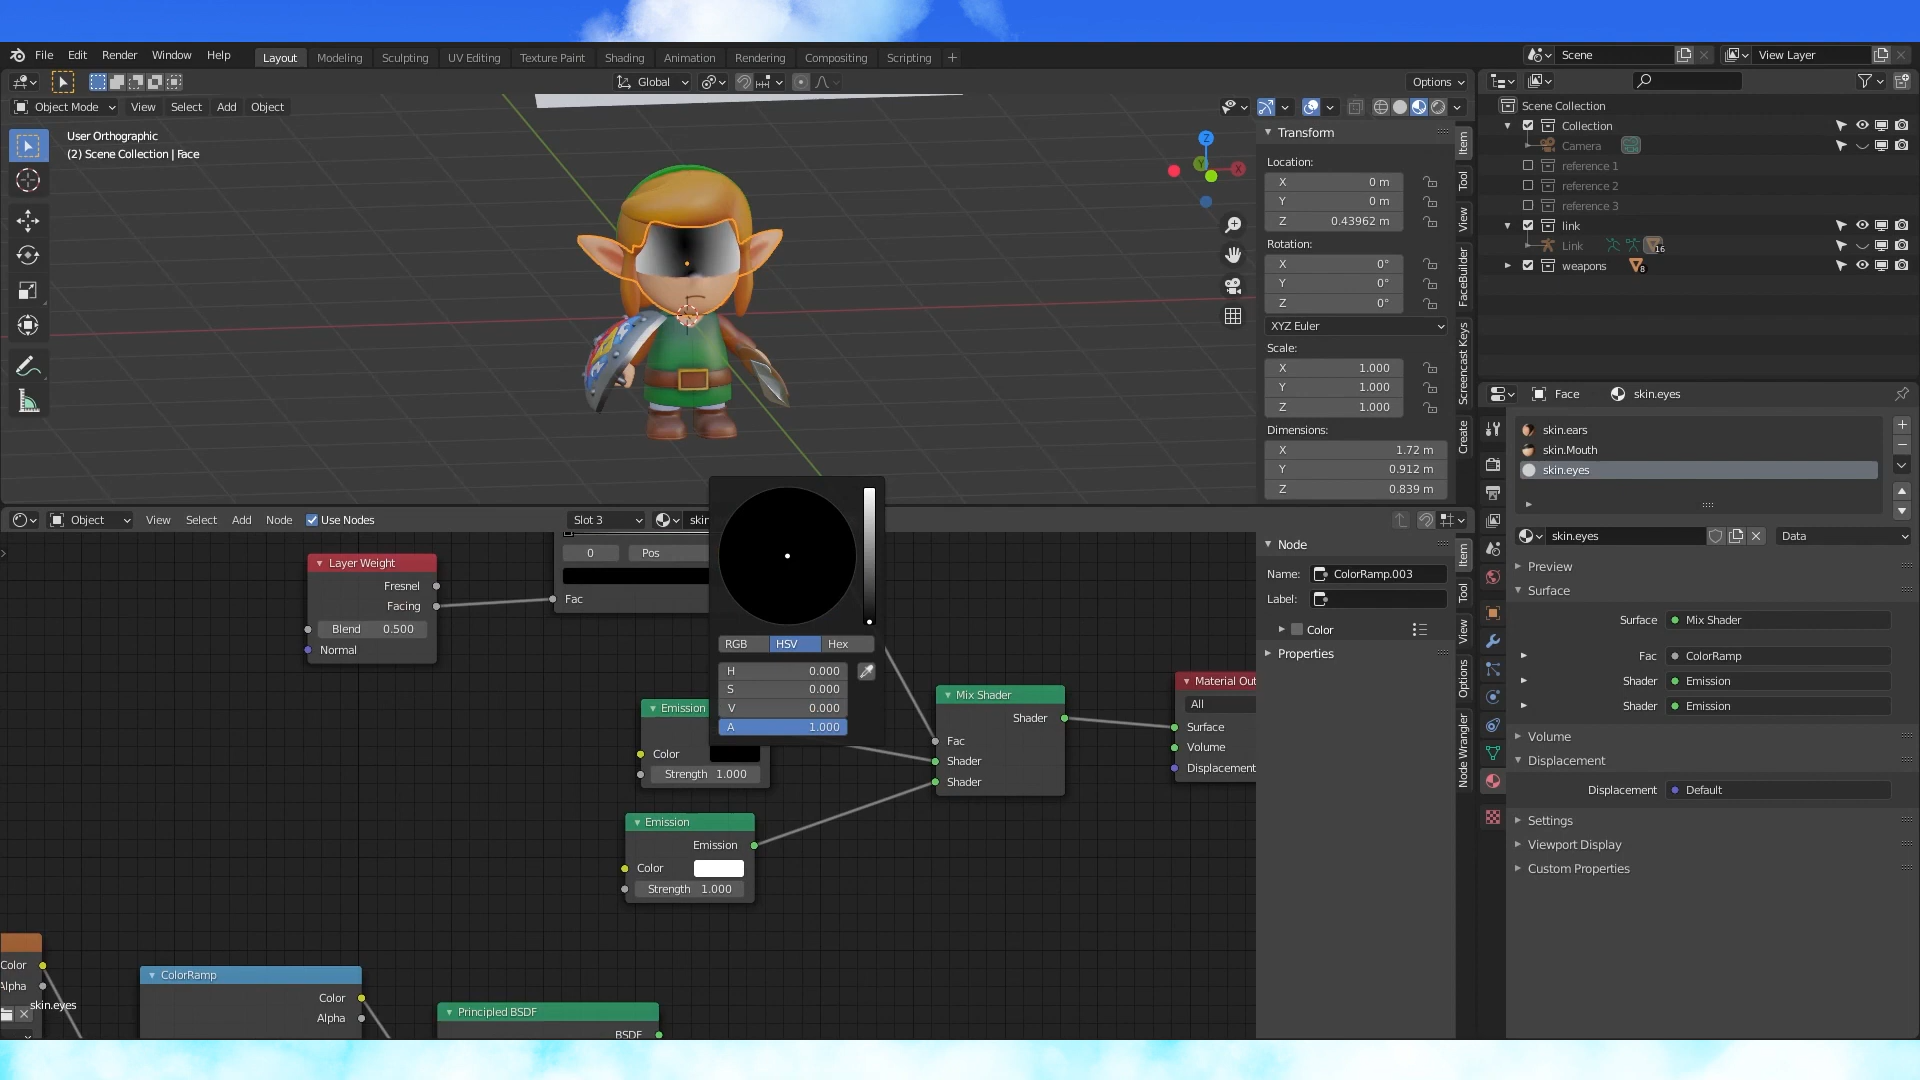 File Edit Render Window Help Layout Modeling Sculpting UV Editing Texture Paint Shading Animation Rendering Compositing Scripting + Scene View Layer
Global Options
Object Mode View Select Add Object
User Orthographic
(2) Scene Collection | Face
Z
Y
X
Transform
Location:
X 0 m
Y 0 m
Z 0.43962 m
Rotation:
X 0°
Y 0°
Z 0°
XYZ Euler
Scale:
X 1.000
Y 1.000
Z 1.000
Dimensions:
X 1.72 m
Y 0.912 m
Z 0.839 m
Item
Tool
View
FaceBuilder
Screencast Keys
Create
Scene Collection
Collection
Camera
reference 1
reference 2
reference 3
link
Link 16
weapons 8
Face skin.eyes
skin.ears
skin.Mouth
skin.eyes
skin.eyes Data
Preview
Surface
Surface Mix Shader
Fac ColorRamp
Shader Emission
Shader Emission
Volume
Displacement
Displacement Default
Settings
Viewport Display
Custom Properties
Object View Select Add Node Use Nodes Slot 3
Layer Weight
Fresnel
Facing
Blend 0.500
Normal
0 Pos
Fac
RGB HSV Hex
H 0.000
S 0.000
V 0.000
A 1.000
Emission
Color
Strength 1.000
Emission
Emission
Color
Strength 1.000
Mix Shader
Shader
Fac
Shader
Shader
Material Out
All
Surface
Volume
Displacement
Node
Name: ColorRamp.003
Label:
Color
Properties
Item
Tool
View
Options
Node Wrangler
Color
Alpha
skin.eyes
ColorRamp
Color
Alpha
Principled BSDF
BSDF